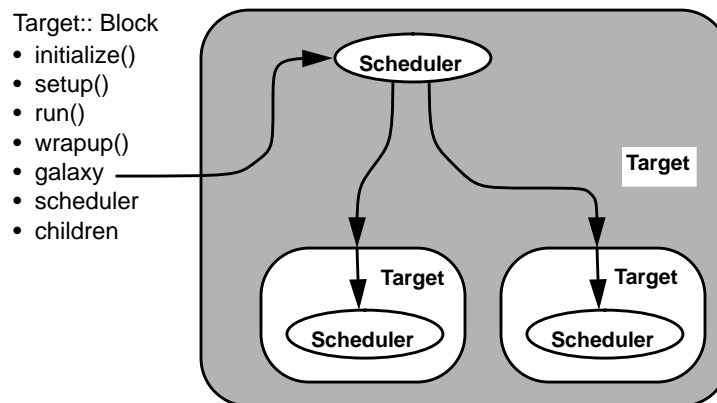 Target:: Block
• initialize()
• setup()
• run()
• wrapup()
• galaxy
• scheduler
• children
Scheduler
Target
Target
Scheduler
Target
Scheduler